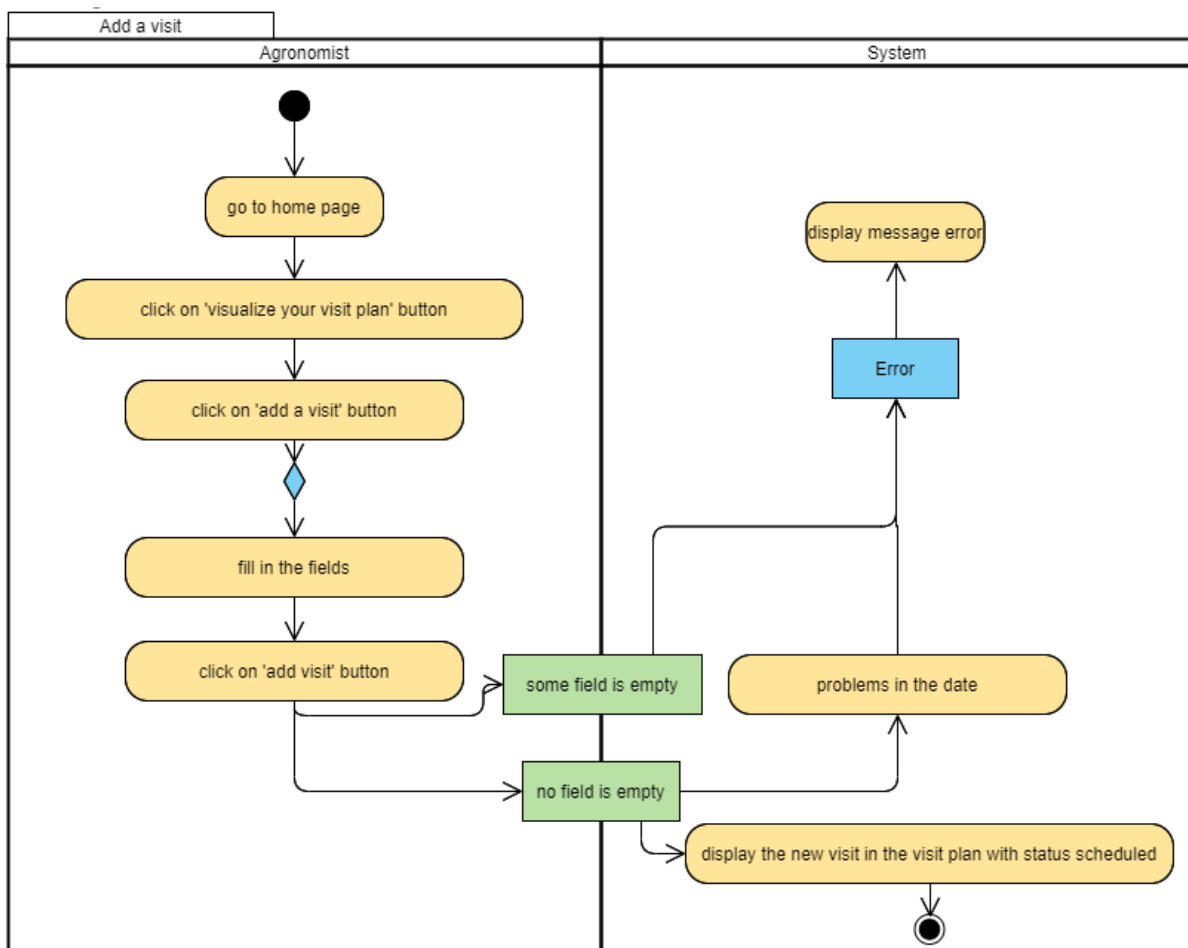 Add a visit
Agronomist
System
go to home page
display message error
click on 'visualize your visit plan' button
Error
click on 'add a visit' button
fill in the fields
click on 'add visit' button
some field is empty
problems in the date
no field is empty
display the new visit in the visit plan with status scheduled